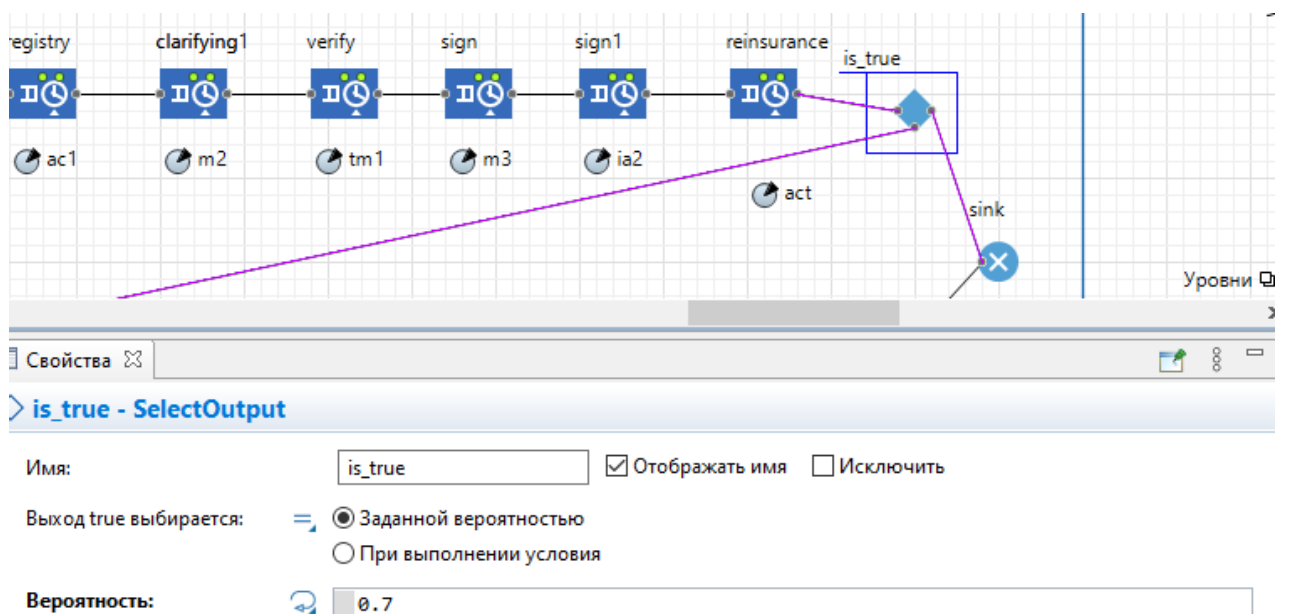 registry clarifying1 verify sign sign1 reinsurance
is_true
ac1 m2 tm1 m3 ia2
act
sink
Уровни
Свойства
is_true - SelectOutput
Имя: is_true Отображать имя Исключить
Выход true выбирается: Заданной вероятностью
При выполнении условия
Вероятность: 0.7